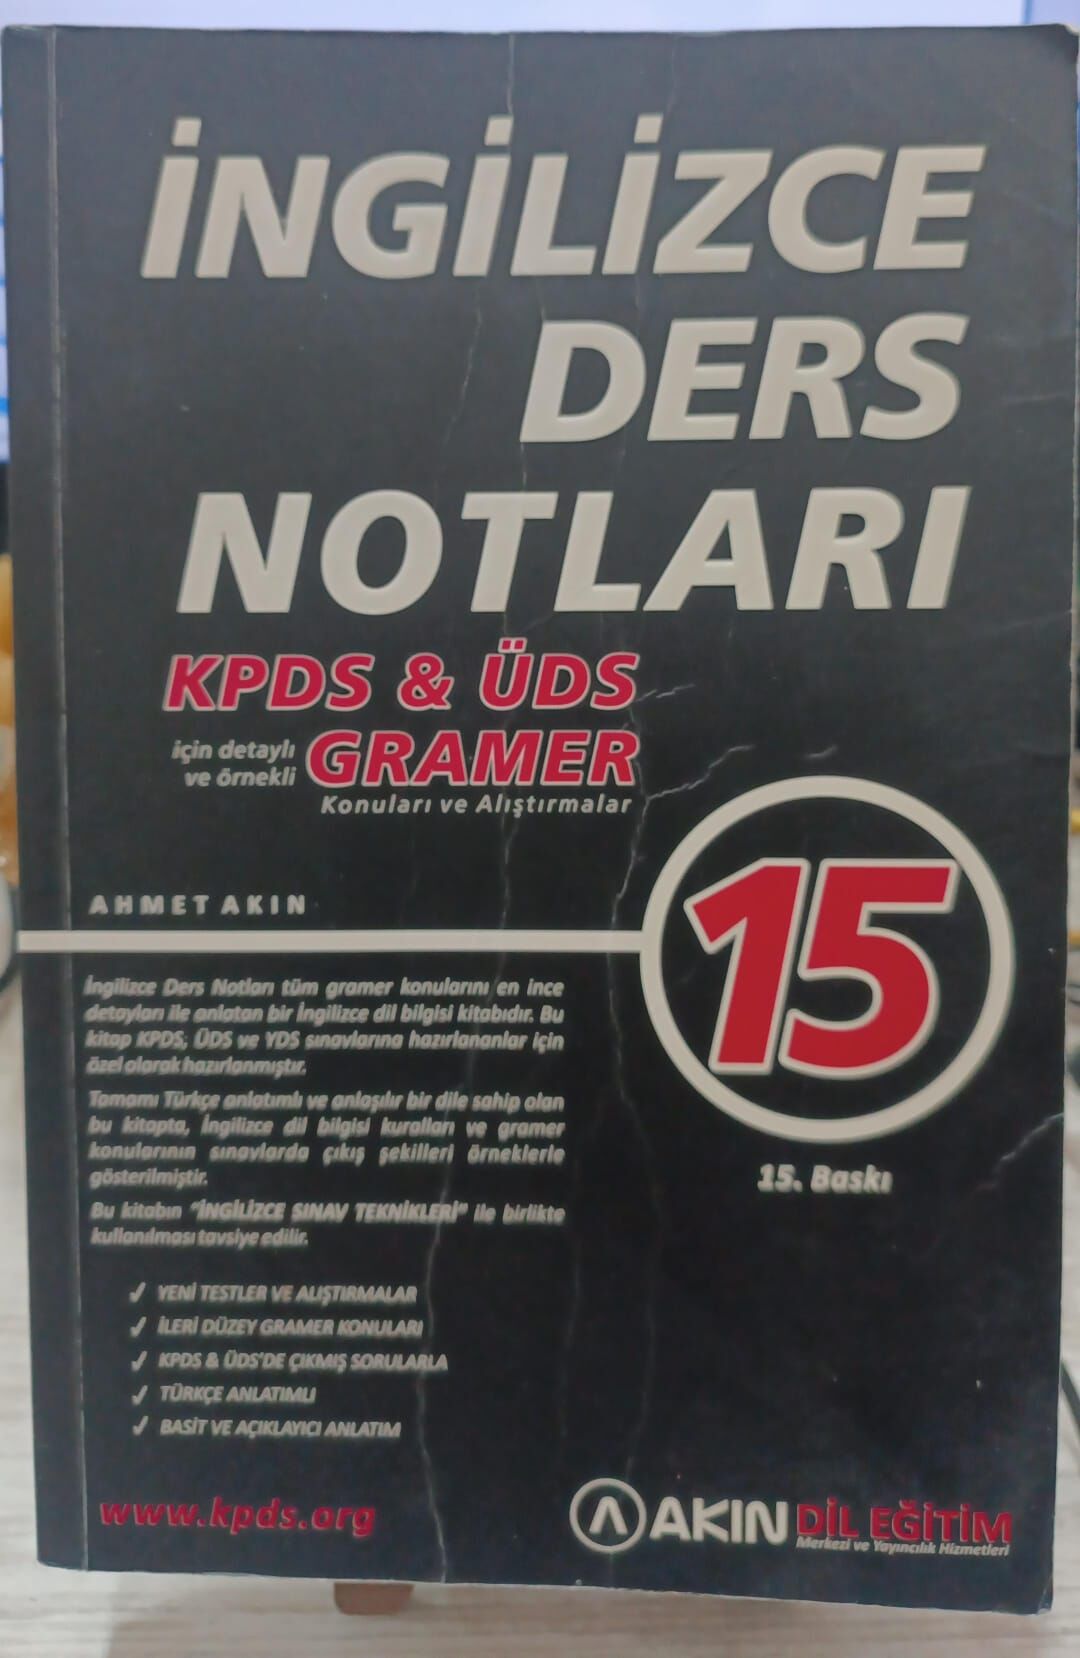 İNGİLİZCE
DERS
NOTLARI
KPDS & ÜDS
için detaylı
ve örnekli
GRAMER
Konuları ve Alıştırmalar
AHMET AKIN
15
15. Baskı
İngilizce Ders Notları tüm gramer konularını en ince
detayları ile anlatan bir İngilizce dil bilgisi kitabıdır. Bu
kitap KPDS, ÜDS ve YDS sınavlarına hazırlananlar için
özel olarak hazırlanmıştır.
Tamamı Türkçe anlatımlı ve anlaşılır bir dile sahip olan
bu kitapta, İngilizce dil bilgisi kuralları ve gramer
konularının sınavlarda çıkış şekilleri örneklerle
gösterilmiştir.
Bu kitabın "İNGİLİZCE SINAV TEKNİKLERİ" ile birlikte
kullanılması tavsiye edilir.
✓ YENİ TESTLER VE ALIŞTIRMALAR
✓ İLERİ DÜZEY GRAMER KONULARI
✓ KPDS & ÜDS'DE ÇIKMIŞ SORULARLA
✓ TÜRKÇE ANLATIMLI
✓ BASİT VE AÇIKLAYICI ANLATIM
www.kpds.org
AKIN DİL EĞİTİM
Merkezi ve Yayıncılık Hizmetleri